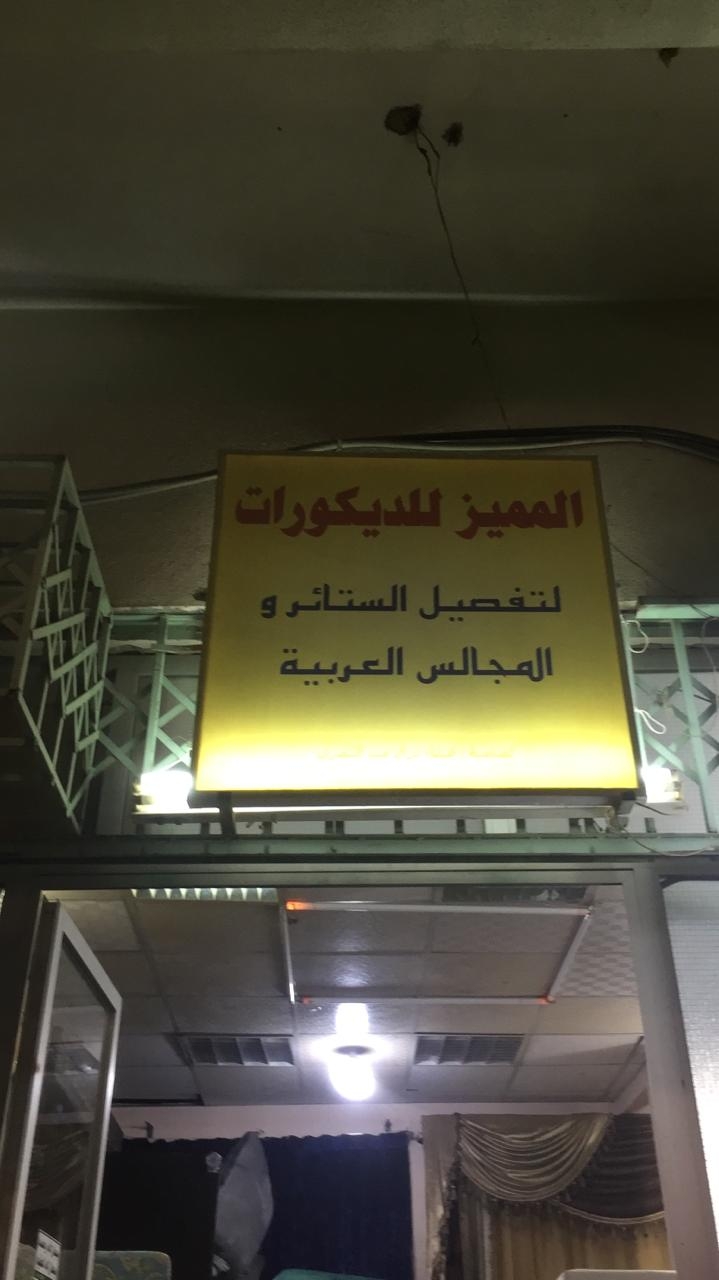 المميز للديكورات
لتفصيل الستائر و
المجالس العربية